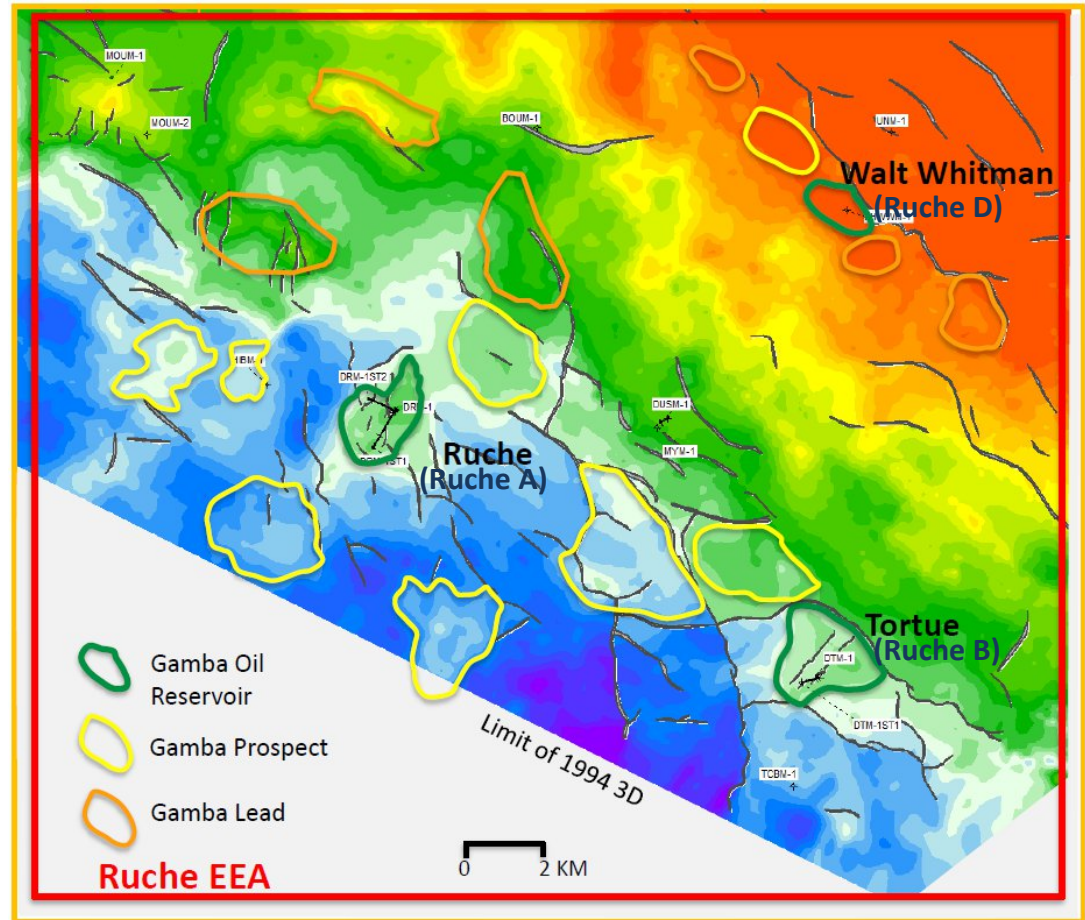 MOUM-1
MOUM-2
BOUM-1
UNM-1
Walt Whitman
(Ruche D)
DRM-1ST2
Ruche
(Ruche A)
DUSM-1
MYM-1
Tortue
(Ruche B)
DTM-1
DTM-1ST1
TCBM-1
Gamba Oil
Reservoir
Gamba Prospect
Gamba Lead
Limit of 1994 3D
0 2 KM
Ruche EEA